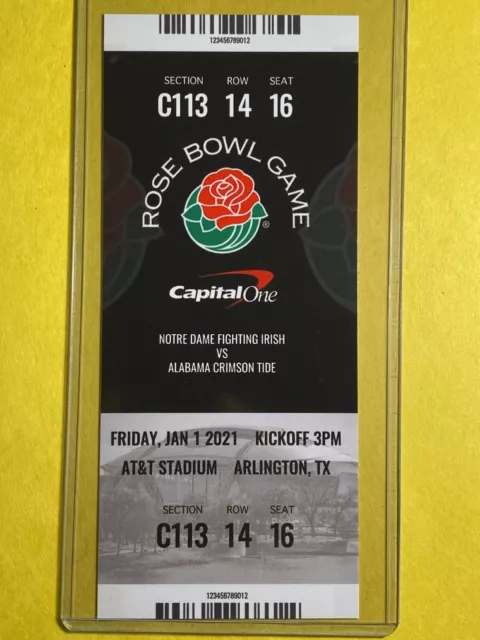 123456789012
SECTION ROW SEAT
C113 14 16
ROSE BOWL GAME
®
Capital One
NOTRE DAME FIGHTING IRISH
VS
ALABAMA CRIMSON TIDE
FRIDAY, JAN 1 2021 KICKOFF 3PM
AT&T STADIUM ARLINGTON, TX
SECTION ROW SEAT
C113 14 16
123456789012